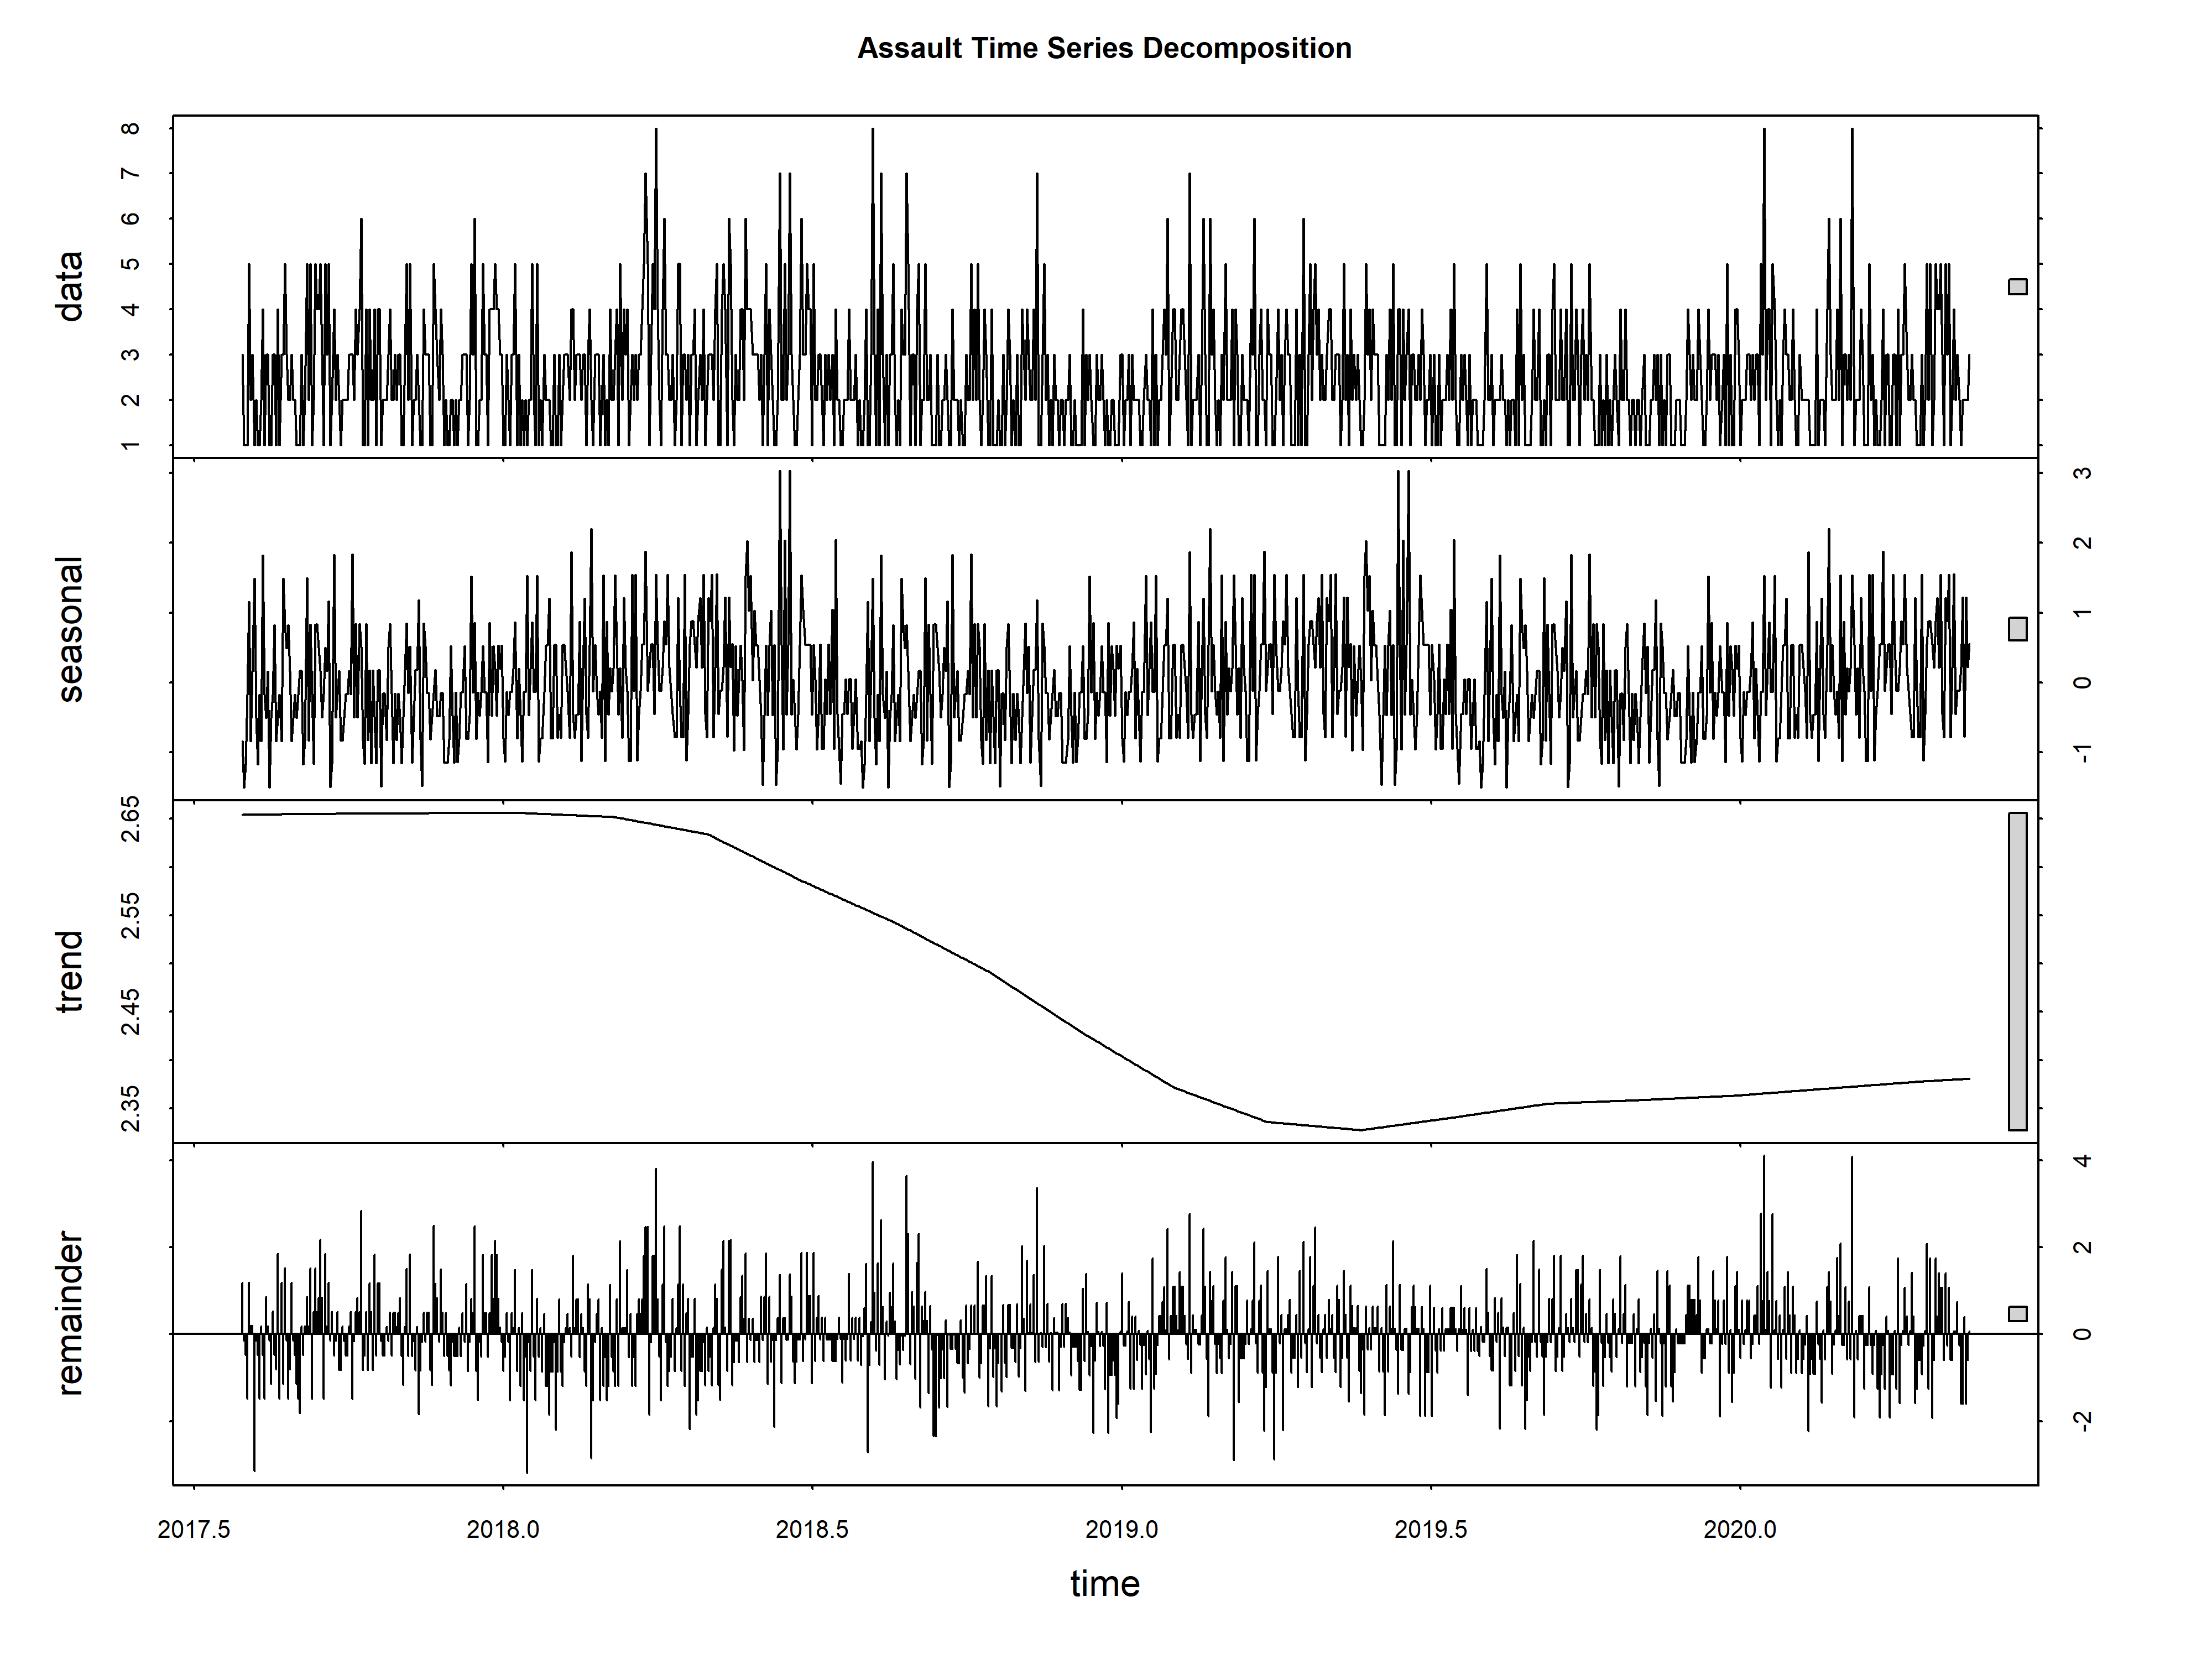 Assault Time Series Decomposition
data
1 2 3 4 5 6 7 8
seasonal
-1 0 1 2 3
trend
2.35 2.45 2.55 2.65
remainder
-2 0 2 4
2017.5 2018.0 2018.5 2019.0 2019.5 2020.0
time